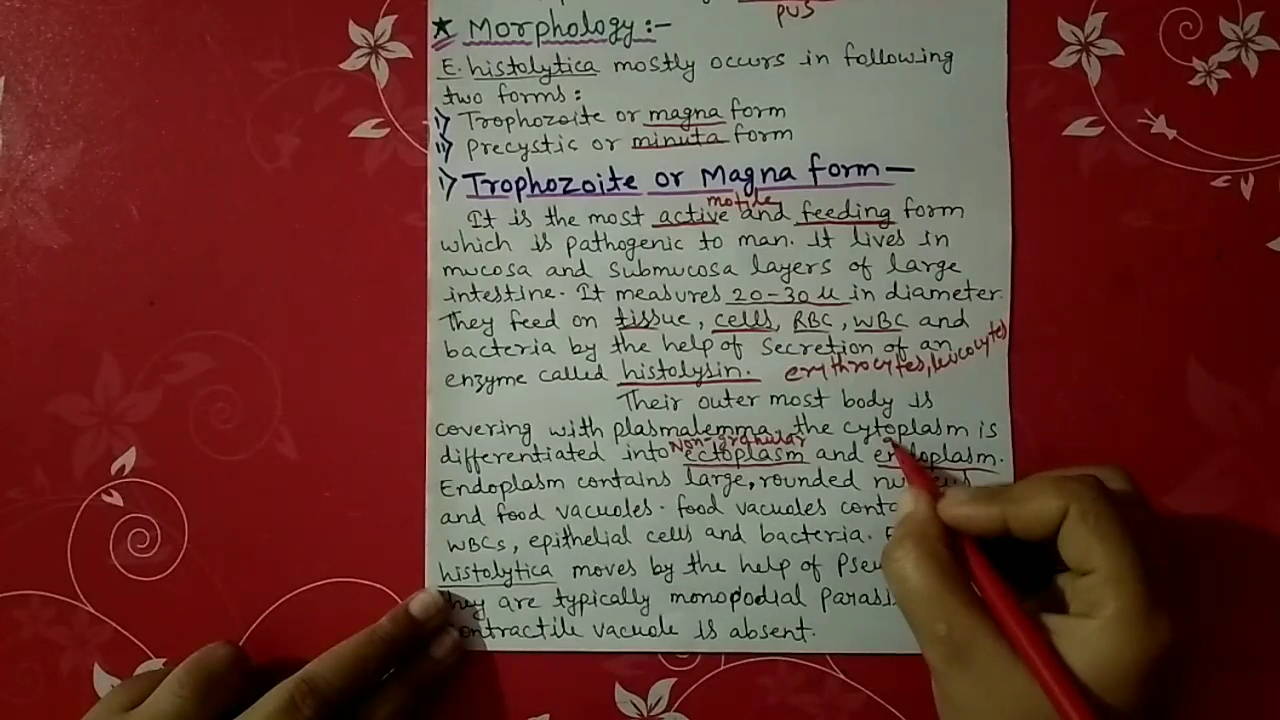 pus
★ Morphology :-
E. histolytica mostly occurs in following
two forms :
i) Trophozoite or magna form
ii) Precystic or minuta form
i) Trophozoite or Magna form —
motile
It is the most active and feeding form
which is pathogenic to man. It lives in
mucosa and submucosa layers of large
intestine. It measures 20-30 µ in diameter.
They feed on tissue, cells, RBC, WBC and
bacteria by the help of secretion of an
erythrocytes, leucocytes
enzyme called histolysin.
Their outer most body is
covering with plasmalemma, the cytoplasm is
Non-granular
differentiated into ectoplasm and endoplasm.
Endoplasm contains large, rounded nucleus
and food vacuoles. food vacuoles
WBCs, epithelial cells and bacteria.
histolytica moves by the help of
They are typically monopodial
contractile vacuole is absent.